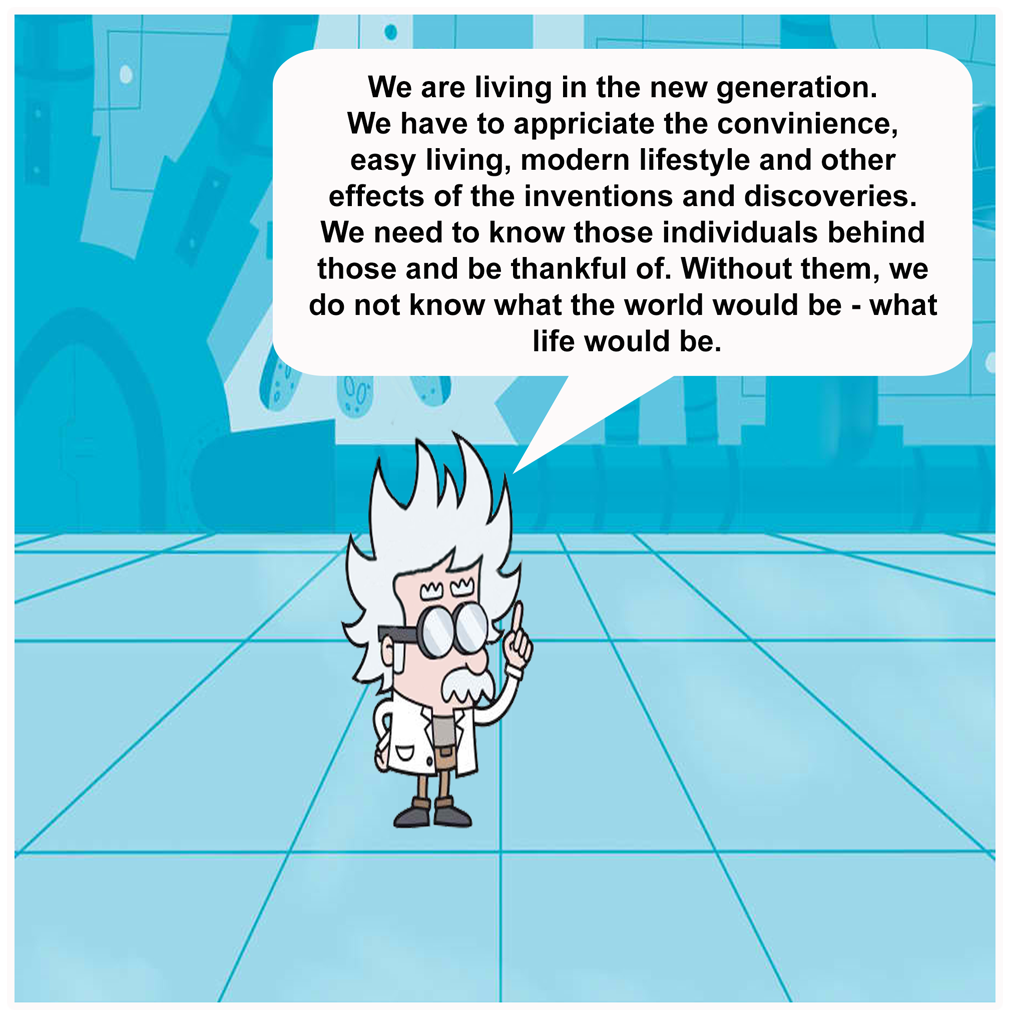 We are living in the new generation.
We have to appriciate the convinience,
easy living, modern lifestyle and other
effects of the inventions and discoveries.
We need to know those individuals behind
those and be thankful of. Without them, we
do not know what the world would be - what
life would be.